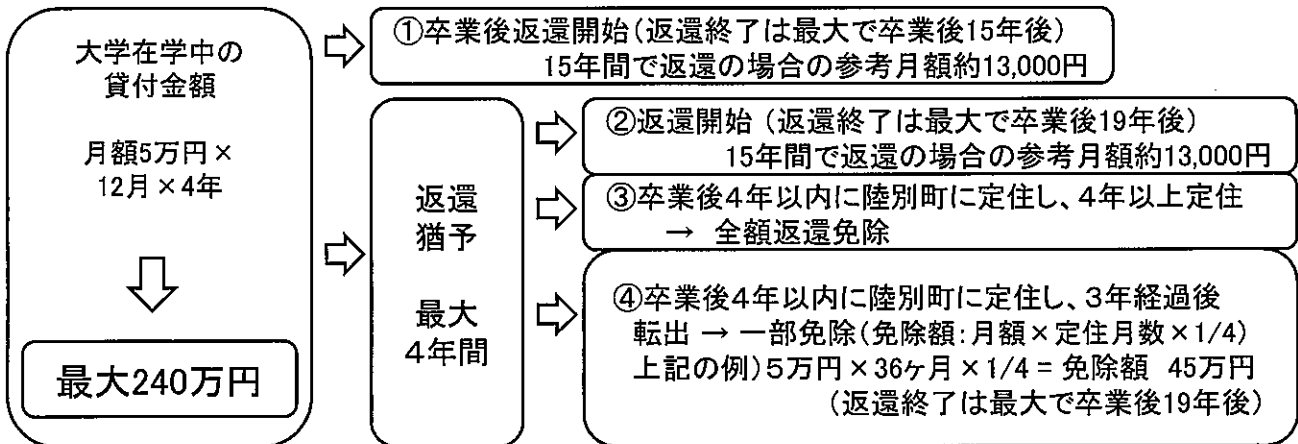 大学在学中の
貸付金額
月額5万円×
12月×4年
最大240万円
①卒業後返還開始(返還終了は最大で卒業後15年後)
15年間で返還の場合の参考月額約13,000円
返還
猶予
最大
4年間
②返還開始(返還終了は最大で卒業後19年後)
15年間で返還の場合の参考月額約13,000円
③卒業後4年以内に陸別町に定住し、4年以上定住
→ 全額返還免除
④卒業後4年以内に陸別町に定住し、3年経過後
転出 → 一部免除(免除額:月額×定住月数×1/4)
上記の例)5万円×36ヶ月×1/4= 免除額 45万円
(返還終了は最大で卒業後19年後)